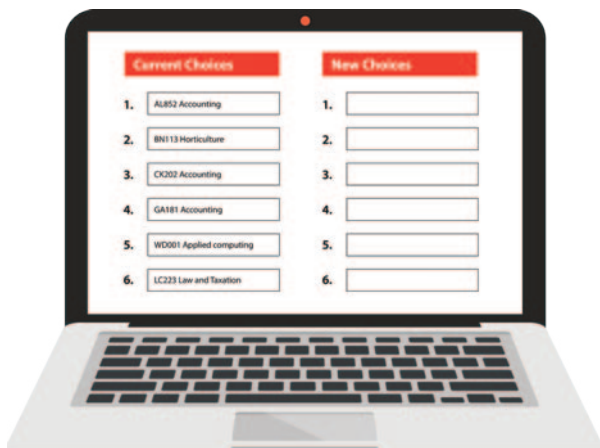 Current Choices
1. AL852 Accounting
2. BN113 Horticulture
3. CK202 Accounting
4. GA181 Accounting
5. WD001 Applied computing
6. LC223 Law and Taxation
New Choices
1.
2.
3.
4.
5.
6.